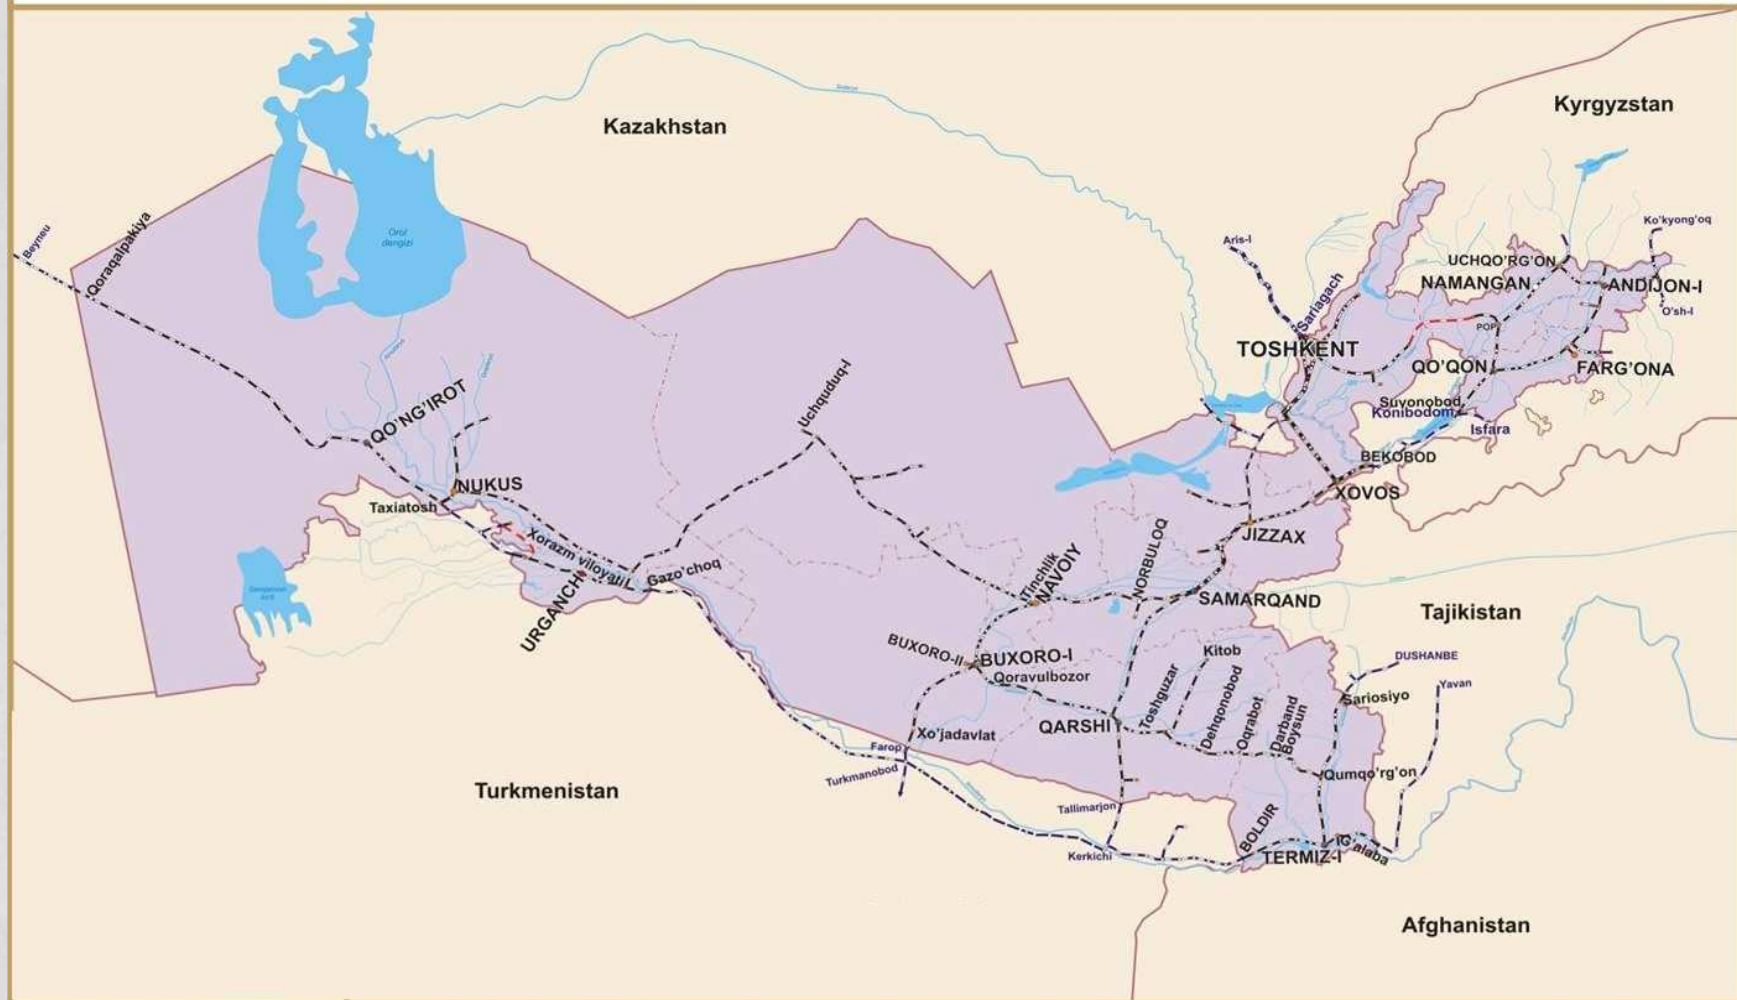 Kazakhstan
Kyrgyzstan
Beyneu
Qoraqalpakiya
Orol
dengizi
Ko'kyong'oq
Aris-I
Sariagach
UCHQO'RG'ON
NAMANGAN
ANDIJON-I
O'sh-I
POP
TOSHKENT
QO'QON
FARG'ONA
Uchquduq-I
QO'NG'IROT
Suvonobod
Konibodom
Isfara
BEKOBOD
NUKUS
XOVOS
Taxiatosh
JIZZAX
Xorazm viloyati
Gazo'choq
Tinchlik
NAVOIY
NORBULOQ
URGANCH
SAMARQAND
Tajikistan
BUXORO-II
BUXORO-I
Qoravulbozor
Kitob
DUSHANBE
Yavan
Sariosiyo
Toshguzar
Dehqonobod
Oqrabot
Darband
Boysun
QARSHI
Xo'jadavlat
Farop
Turkmanobod
Qumqo'rg'on
Turkmenistan
Tallimarjon
BOLDIR
Kerkichi
TERMIZ-I
G'alaba
Afghanistan